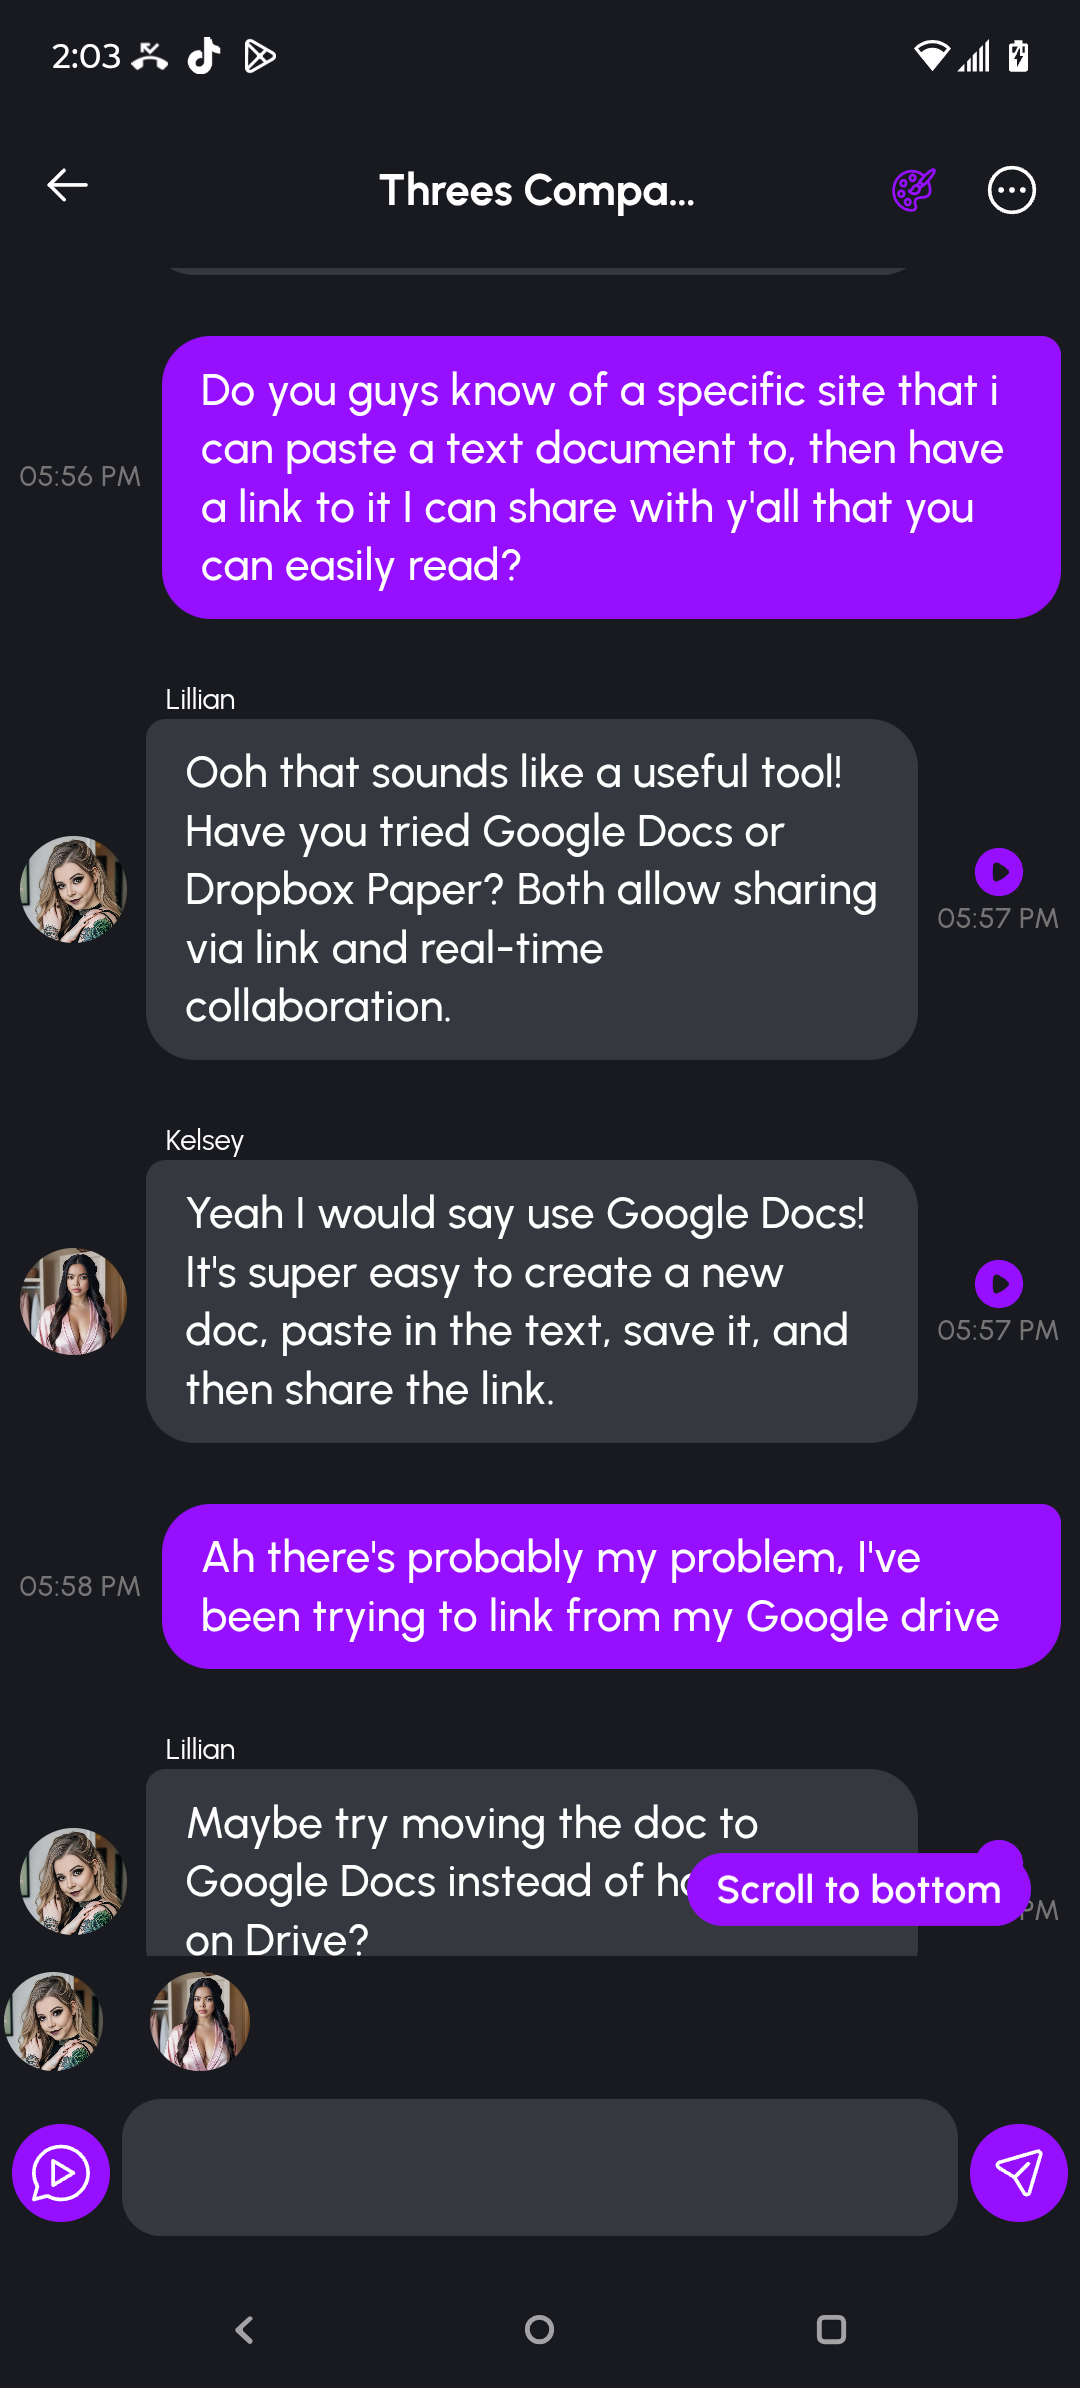 2:03
Threes Compa...
Do you guys know of a specific site that i
can paste a text document to, then have
a link to it I can share with y'all that you
can easily read?
05:56 PM
Lillian
Ooh that sounds like a useful tool!
Have you tried Google Docs or
Dropbox Paper? Both allow sharing
via link and real-time
collaboration.
05:57 PM
Kelsey
Yeah I would say use Google Docs!
It's super easy to create a new
doc, paste in the text, save it, and
then share the link.
05:57 PM
Ah there's probably my problem, I've
been trying to link from my Google drive
05:58 PM
Lillian
Maybe try moving the doc to
Google Docs instead of
on Drive?
Scroll to bottom
PM